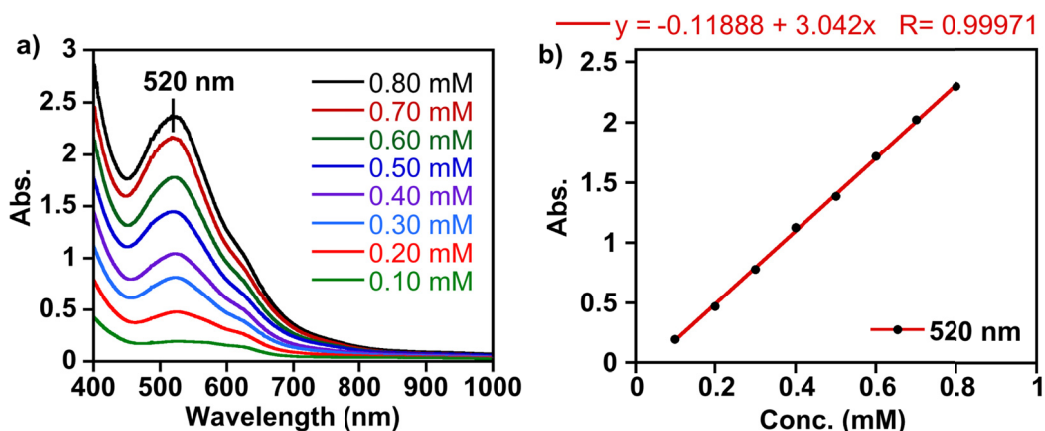 y = -0.11888 + 3.042x R= 0.99971
a)
3
2.5
2
1.5
1
0.5
0
Abs.
520 nm
0.80 mM
0.70 mM
0.60 mM
0.50 mM
0.40 mM
0.30 mM
0.20 mM
0.10 mM
400 500 600 700 800 900 1000
Wavelength (nm)
b)
2.5
2
1.5
1
0.5
0
Abs.
520 nm
0 0.2 0.4 0.6 0.8 1
Conc. (mM)